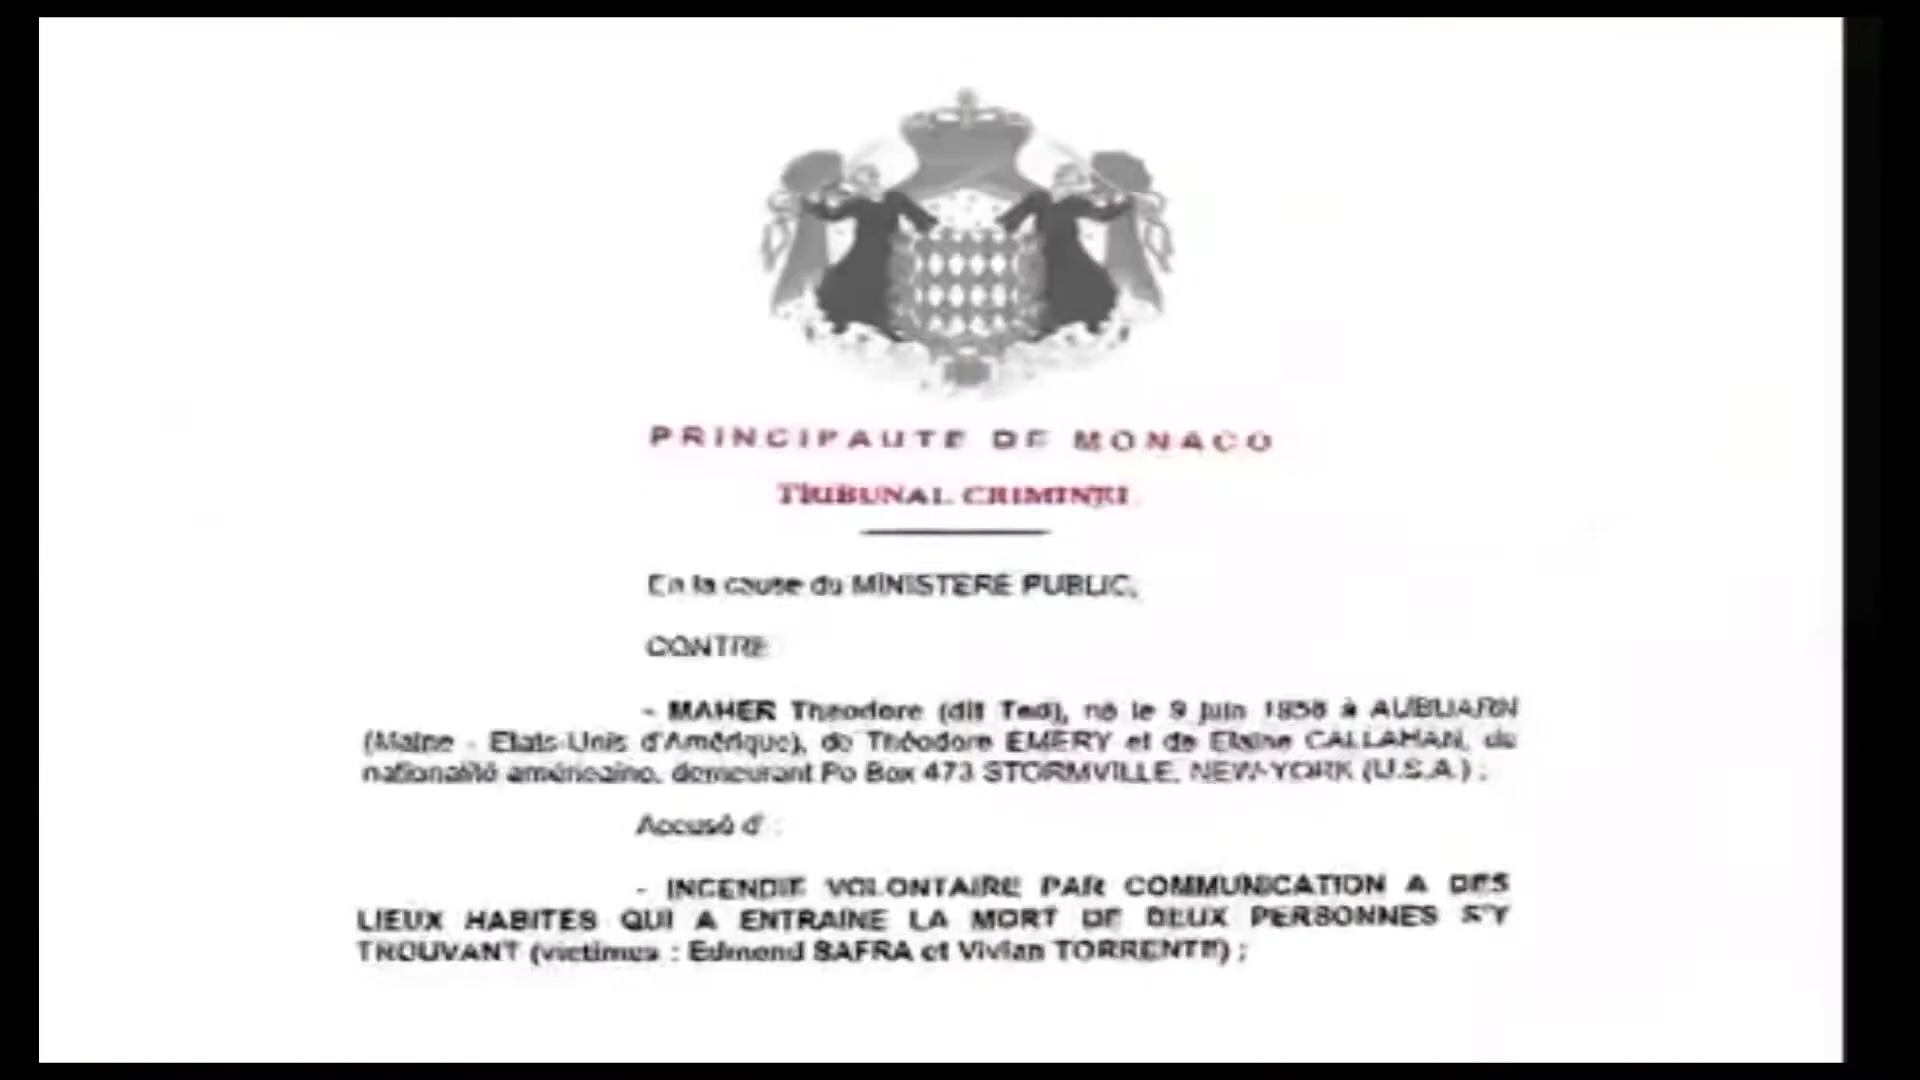 PRINCIPAUTE DE MONACO
TRIBUNAL CRIMINEL
En la cause du MINISTERE PUBLIC,
CONTRE
- MAHER Theodore (dit Ted), né le 9 juin 1958 à AUBUARN
(Maine - Etats-Unis d'Amérique), de Théodore EMERY et de Elaine CALLAHAN, de
nationalité américaine, demeurant Po Box 473 STORMVILLE, NEW-YORK (U.S.A.) ;
Accusé d' :
- INCENDIE VOLONTAIRE PAR COMMUNICATION A DES
LIEUX HABITES QUI A ENTRAINE LA MORT DE DEUX PERSONNES S'Y
TROUVANT (victimes : Edmond SAFRA et Vivian TORRENTE) ;